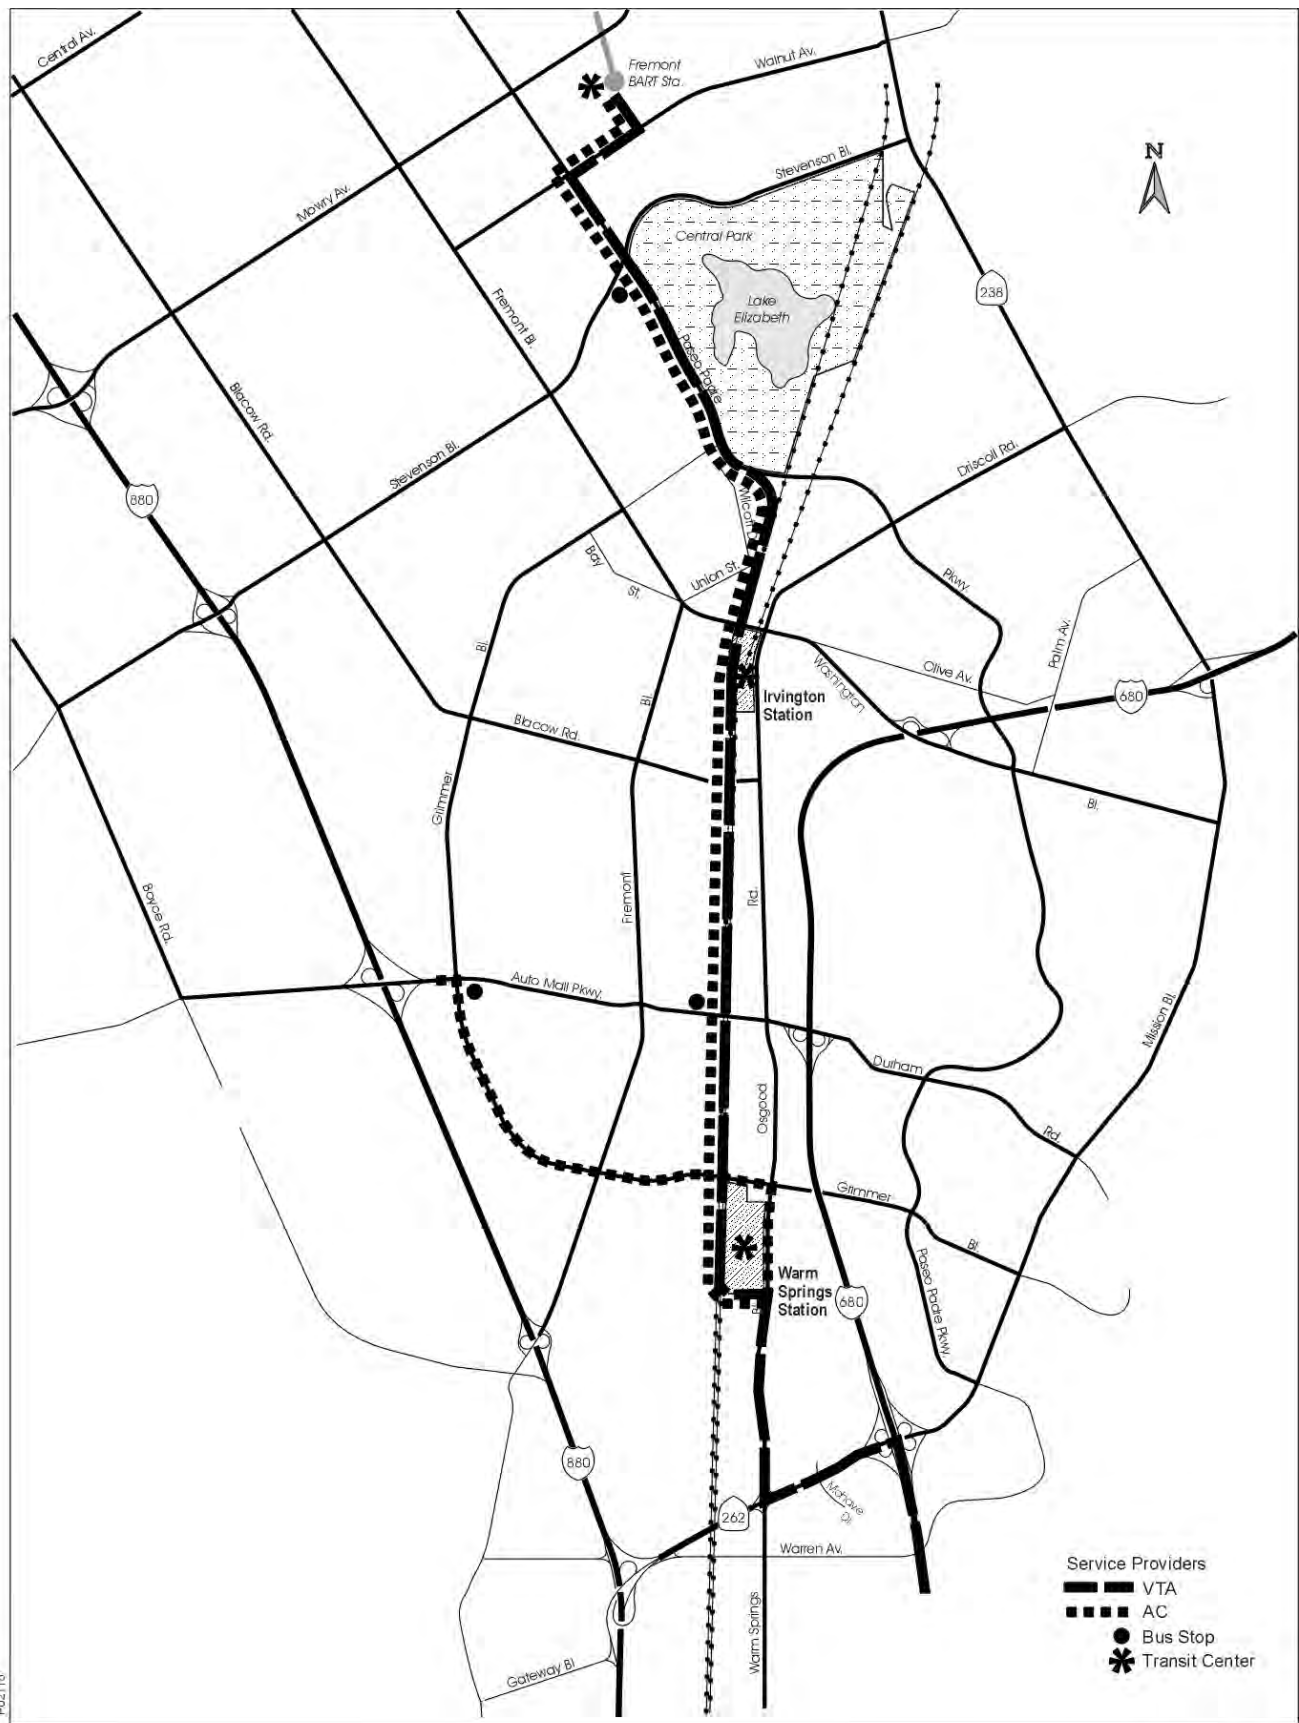 Central Av.
Fremont
BART Sta.
Walnut Av.
N
Stevenson Bl.
Mowry Av.
Central Park
238
Lake
Elizabeth
Fremont Bl.
Paseo Padre
Blacow Rd.
Driscoll Rd.
Stevenson Bl.
880
Bay
St.
Union St.
Pkwy.
Palm Av.
Bl.
Olive Av.
Washington
680
Irvington
Station
Bl.
Blacow Rd.
Grimmer
Bl.
Fremont
Rd.
Boyce Rd.
Auto Mall Pkwy.
Mission Bl.
Durham
Osgood
Rd.
Grimmer
Bl.
Warm
Springs
Station
Bl.
680
Paseo Padre Pkwy.
880
Mohave
Dr.
262
Warren Av.
Warm Springs
Gateway Bl
Service Providers
VTA
AC
Bus Stop
Transit Center